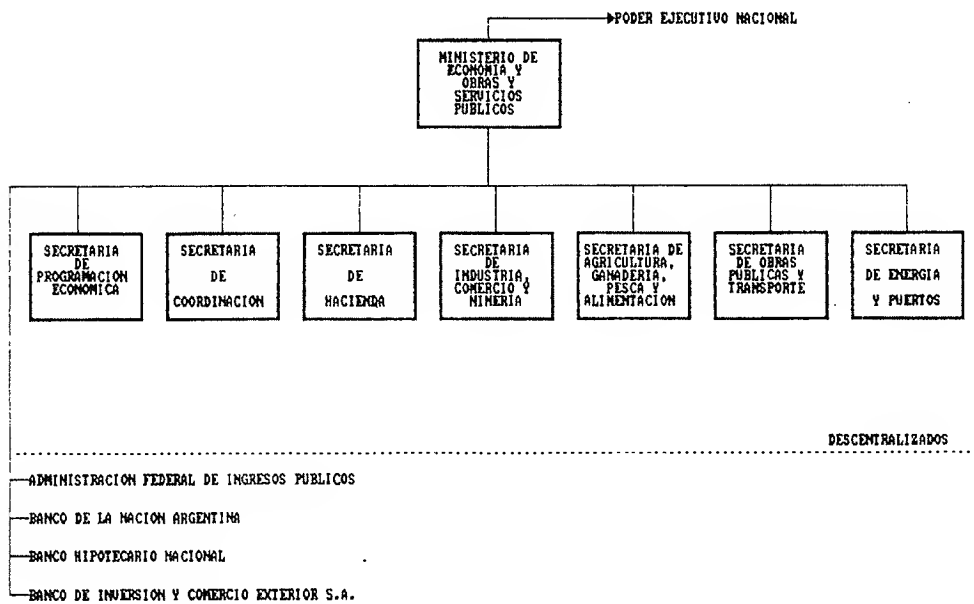 PODER EJECUTIVO NACIONAL
MINISTERIO DE
ECONOMIA Y
OBRAS Y
SERVICIOS
PUBLICOS
SECRETARIA
DE
PROGRAMACION
ECONOMICA
SECRETARIA
DE
COORDINACION
SECRETARIA
DE
HACIENDA
SECRETARIA
DE
INDUSTRIA,
COMERCIO Y
MINERIA
SECRETARIA DE
AGRICULTURA,
GANADERIA,
PESCA Y
ALIMENTACION
SECRETARIA
DE OBRAS
PUBLICAS Y
TRANSPORTE
SECRETARIA
DE ENERGIA
Y PUERTOS
DESCENTRALIZADOS
ADMINISTRACION FEDERAL DE INGRESOS PUBLICOS
BANCO DE LA NACION ARGENTINA
BANCO HIPOTECARIO NACIONAL
BANCO DE INVERSION Y COMERCIO EXTERIOR S.A.